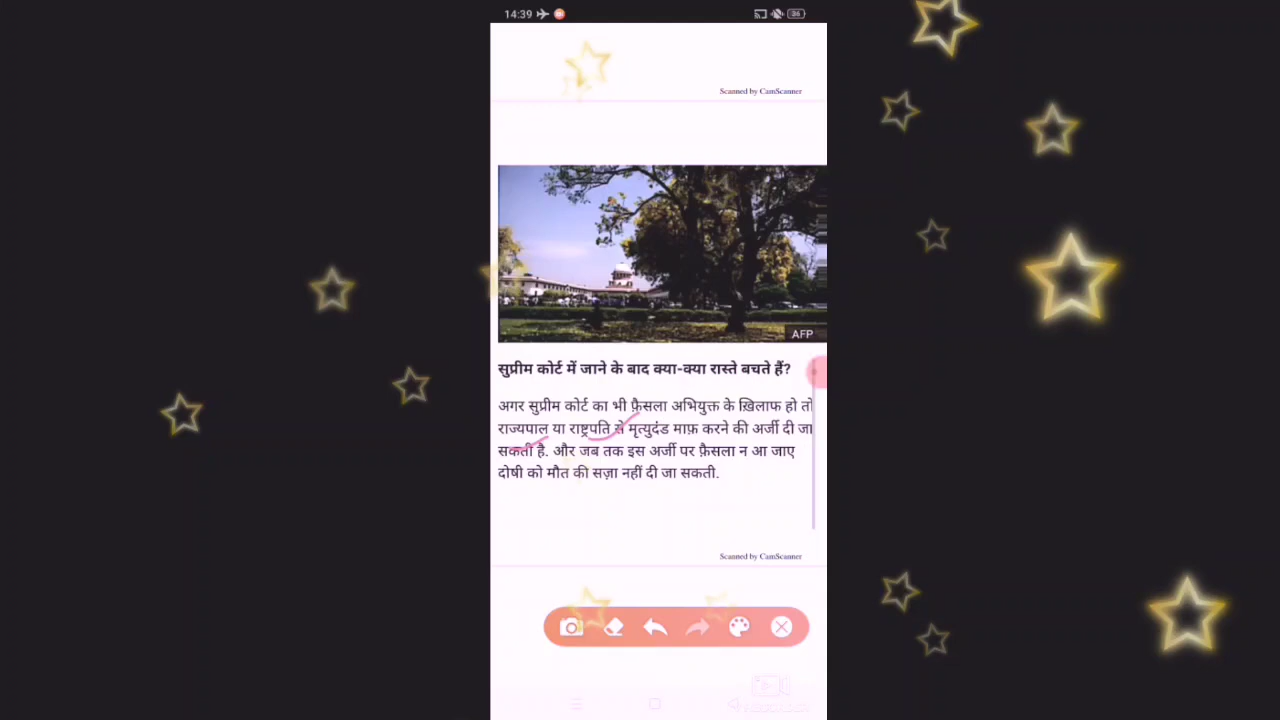 14:39
36
Scanned by CamScanner
AFP
सुप्रीम कोर्ट में जाने के बाद क्या-क्या रास्ते बचते हैं?
अगर सुप्रीम कोर्ट का भी फ़ैसला अभियुक्त के ख़िलाफ हो तो
राज्यपाल या राष्ट्रपति से मृत्युदंड माफ़ करने की अर्जी दी जा
सकती है. और जब तक इस अर्जी पर फ़ैसला न आ जाए
दोषी को मौत की सज़ा नहीं दी जा सकती.
Scanned by CamScanner